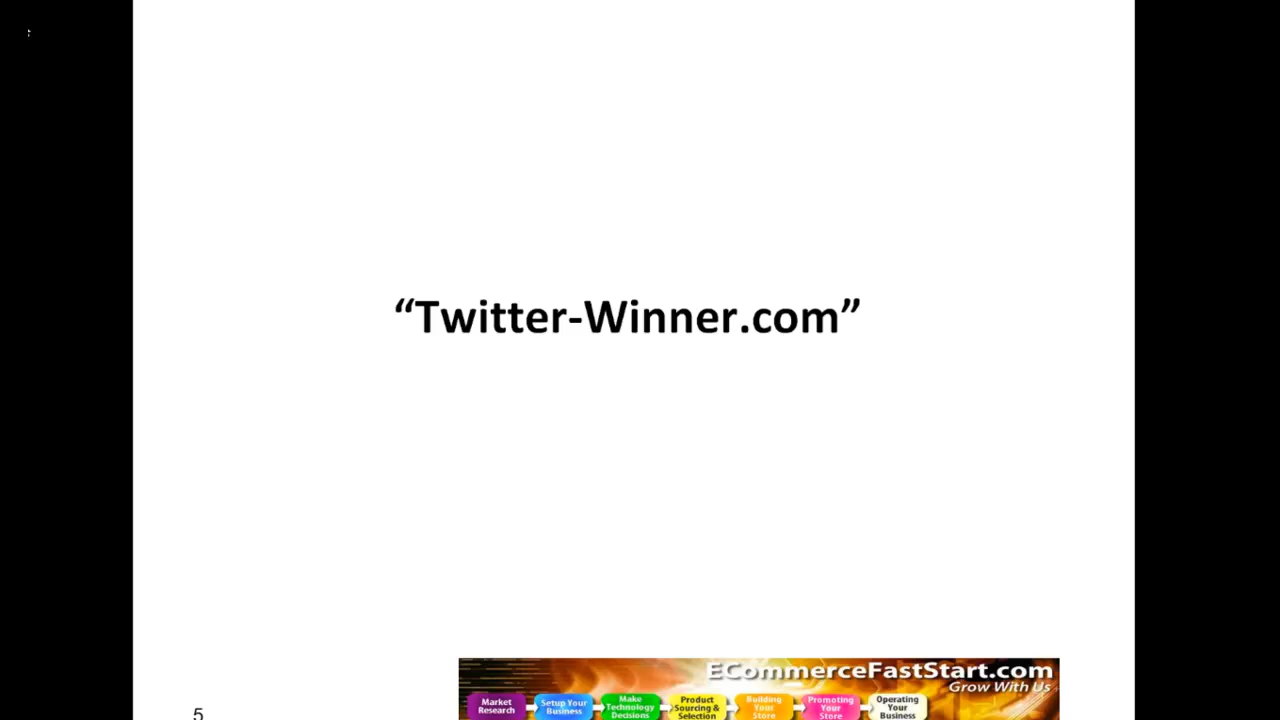 “Twitter-Winner.com”
ECommerceFastStart.com
Grow With Us
Market
Research
Setup Your
Business
Make
Technology
Decisions
Product
Sourcing &
Selection
Building
Your
Store
Promoting
Your
Store
Operating
Your
Business
5